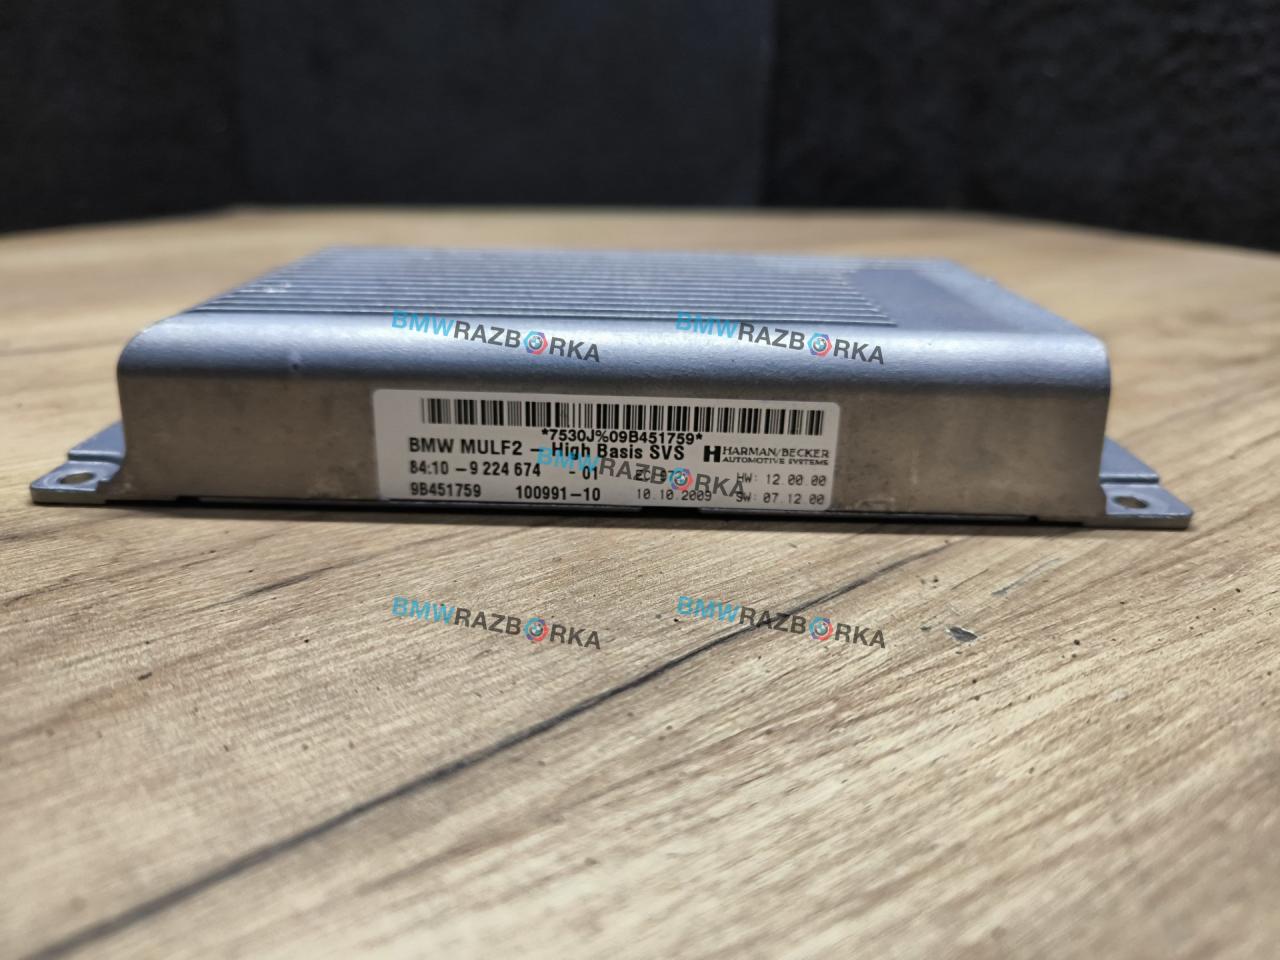 *7530J%09B451759*
BMW MULF2 – High Basis SVS HARMAN/BECKER
AUTOMOTIVE SYSTEMS
84:10 – 9 224 674 - 01 HW: 12.00.00
9B451759 100991-10 10.10.2009 SW: 07.12.00
BMWRAZBORKA BMWRAZBORKA
BMWRAZBORKA
BMWRAZBORKA BMWRAZBORKA